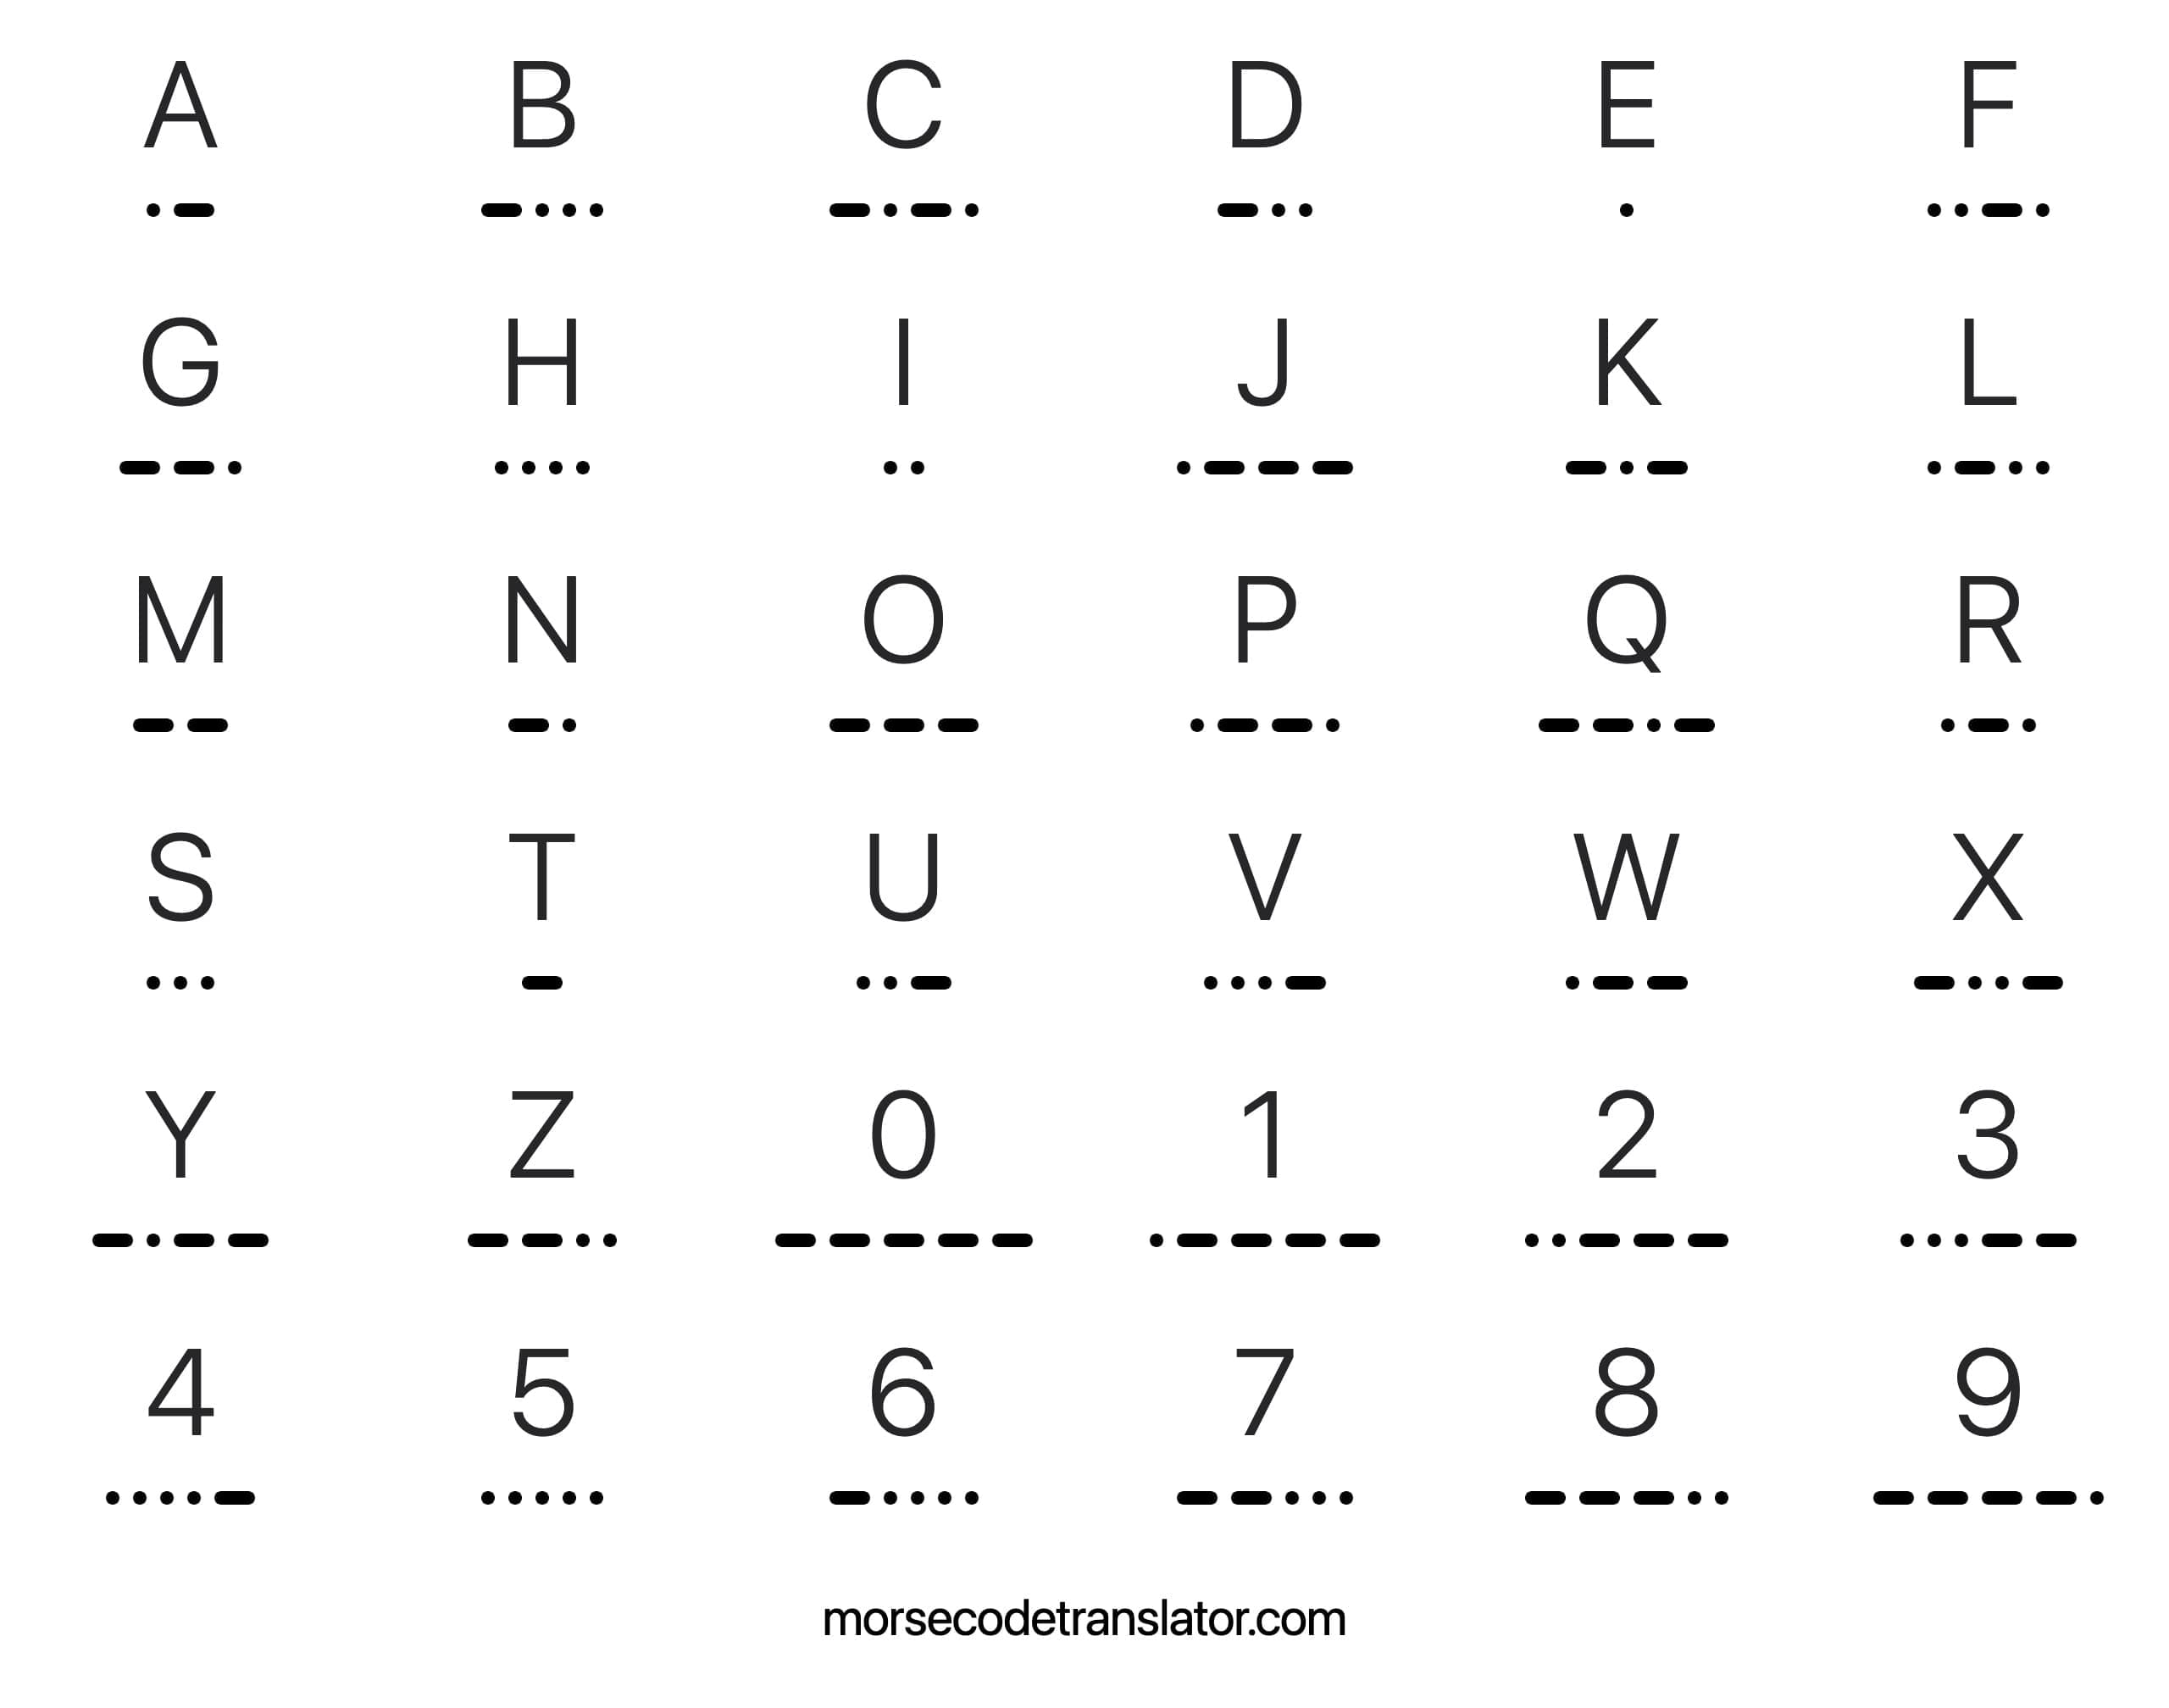 A B C D E F
.- -... -.-. -.. . ..-.
G H I J K L
--. .... .. .--- -.- .-..
M N O P Q R
-- -. --- .--. --.- .-.
S T U V W X
... - ..- ...- .-- -..-
Y Z 0 1 2 3
-.-- --.. ----- .---- ..--- ...--
4 5 6 7 8 9
....- ..... -.... --... ---.. ----.
morsecodetranslator.com